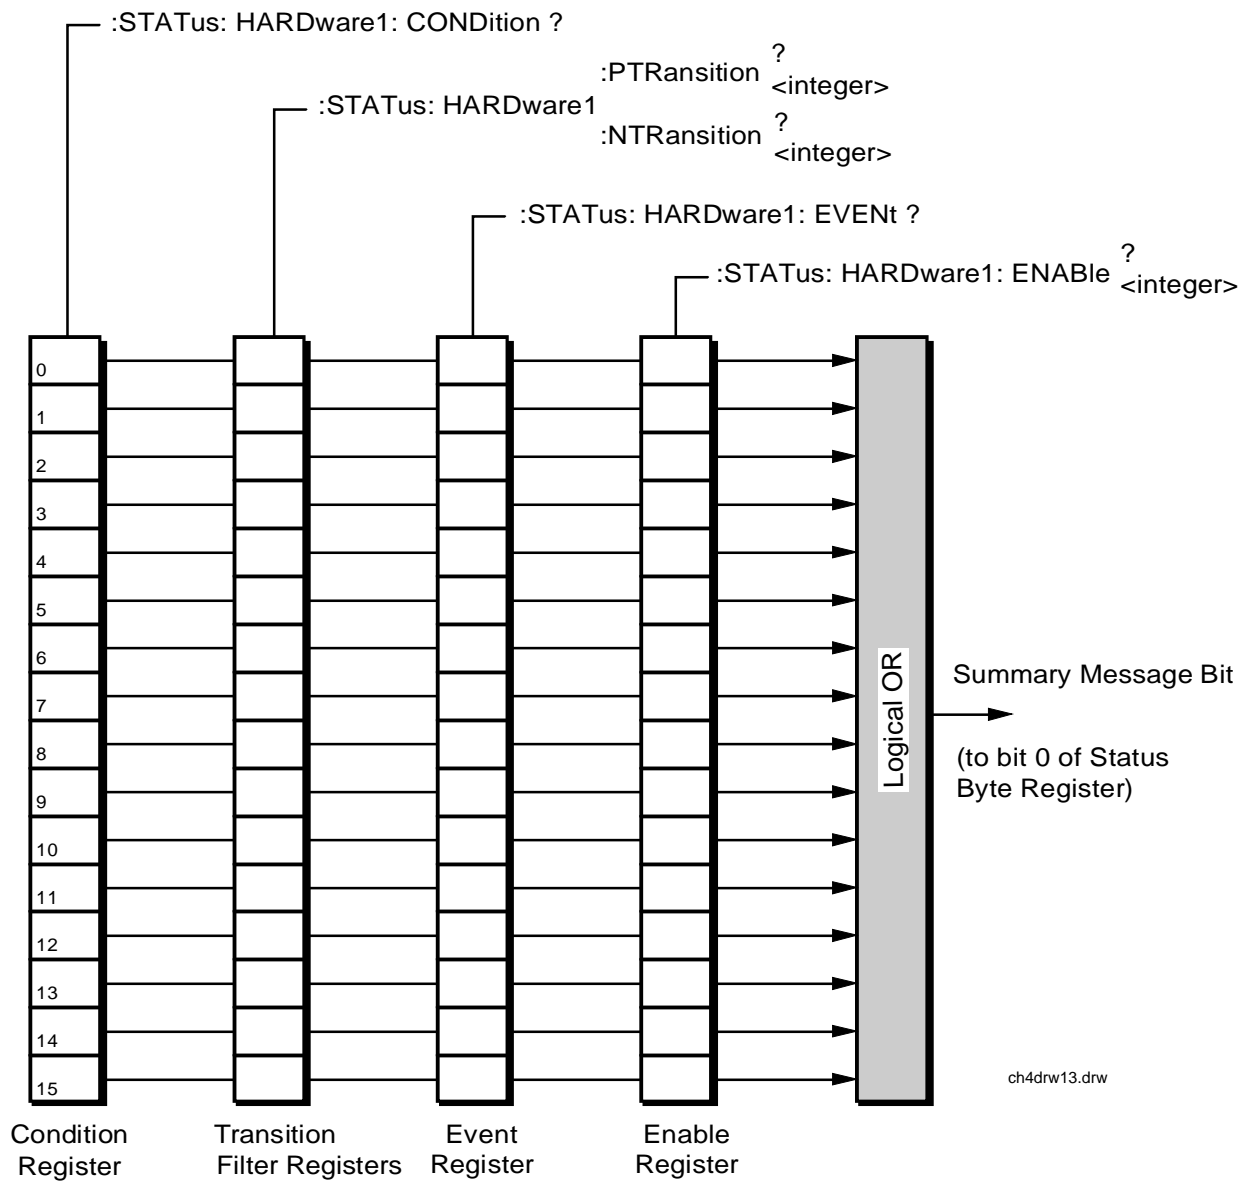 :STATus: HARDware1: CONDition ?
?
:PTRansition
<integer>
:STATus: HARDware1
?
:NTRansition
<integer>
:STATus: HARDware1: EVENt ?
?
:STATus: HARDware1: ENABle
<integer>
0
1
2
3
4
5
6
7
8
9
10
11
12
13
14
15
Logical OR
Summary Message Bit
(to bit 0 of Status
Byte Register)
ch4drw13.drw
Condition
Register
Transition
Filter Registers
Event
Register
Enable
Register